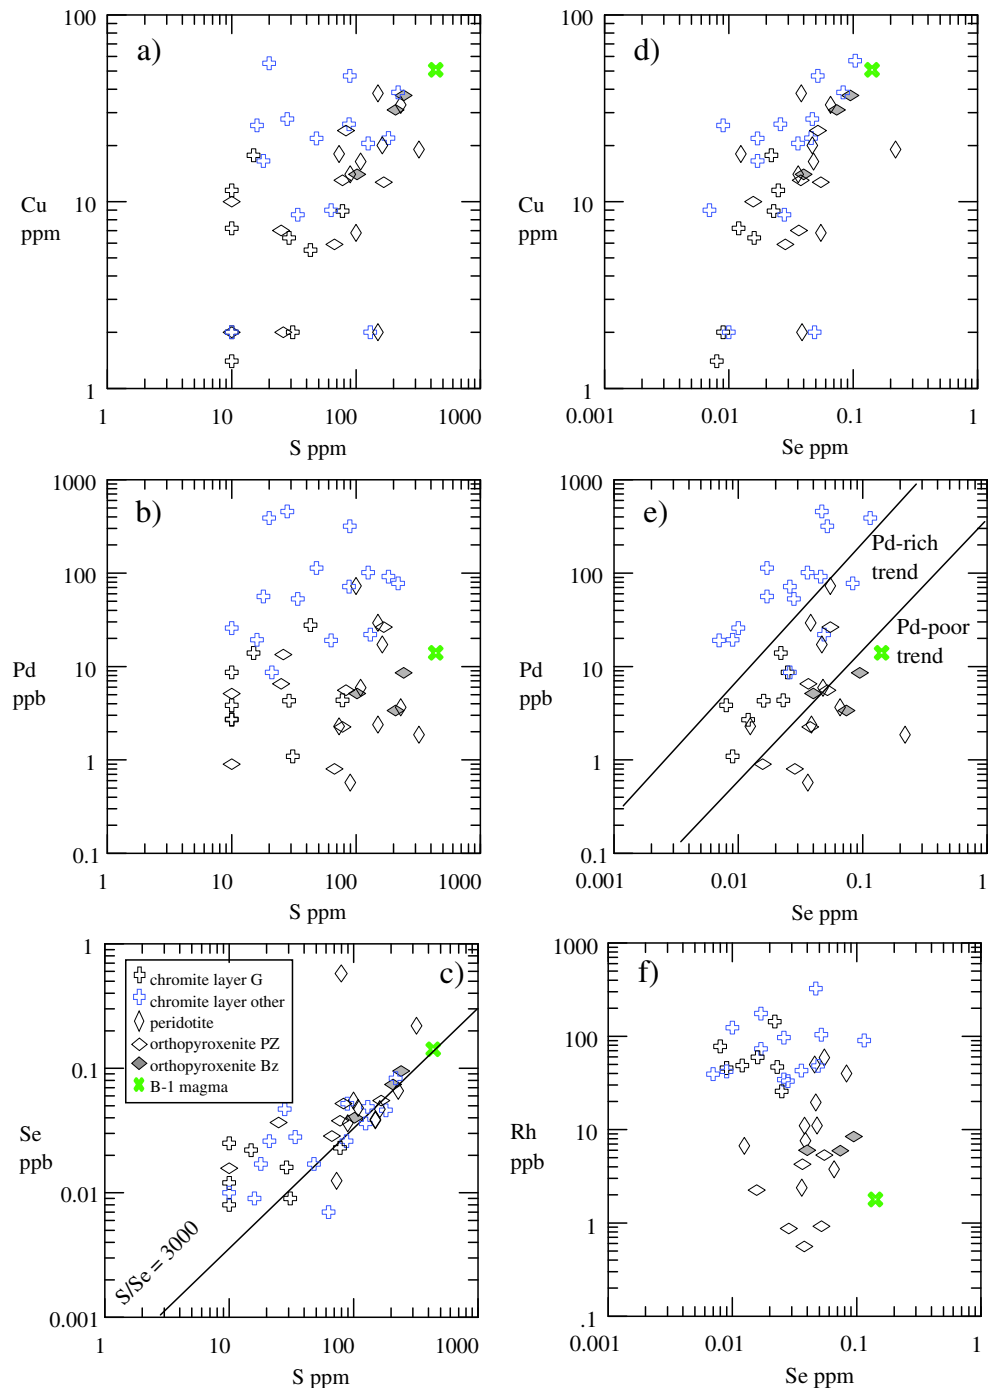 100
a)
Cu
ppm
10
1
1
10
100
1000
S ppm
100
d)
Cu
ppm
10
1
0.001
0.01
0.1
1
Se ppm
1000
b)
100
Pd
ppb
10
1
0.1
1
10
100
1000
S ppm
1000
e)
Pd-rich
trend
100
Pd-poor
trend
Pd
ppb
10
1
0.1
0.001
0.01
0.1
1
Se ppm
1
c)
chromite layer G
chromite layer other
peridotite
orthopyroxenite PZ
orthopyroxenite Bz
B-1 magma
0.1
Se
ppb
0.01
S/Se = 3000
0.001
1
10
100
1000
S ppm
1000
f)
100
Rh
ppb
10
1
.1
0.001
0.01
0.1
1
Se ppm